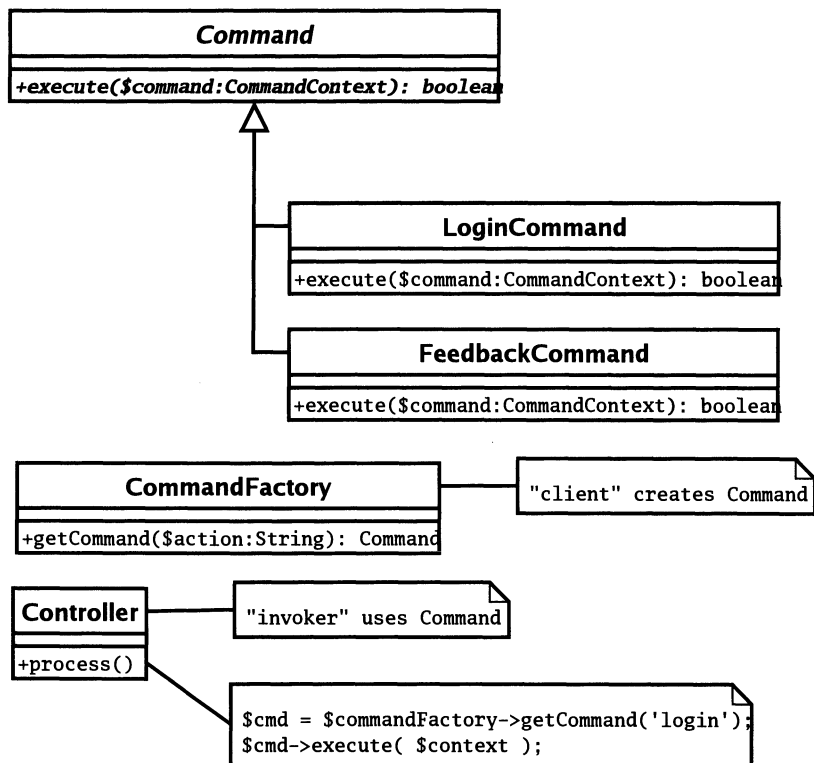 Command
+execute($command:CommandContext): boolean
LoginCommand
+execute($command:CommandContext): boolean
FeedbackCommand
+execute($command:CommandContext): boolean
CommandFactory
+getCommand($action:String): Command
"client" creates Command
Controller
+process()
"invoker" uses Command
$cmd = $commandFactory->getCommand('login');
$cmd->execute( $context );